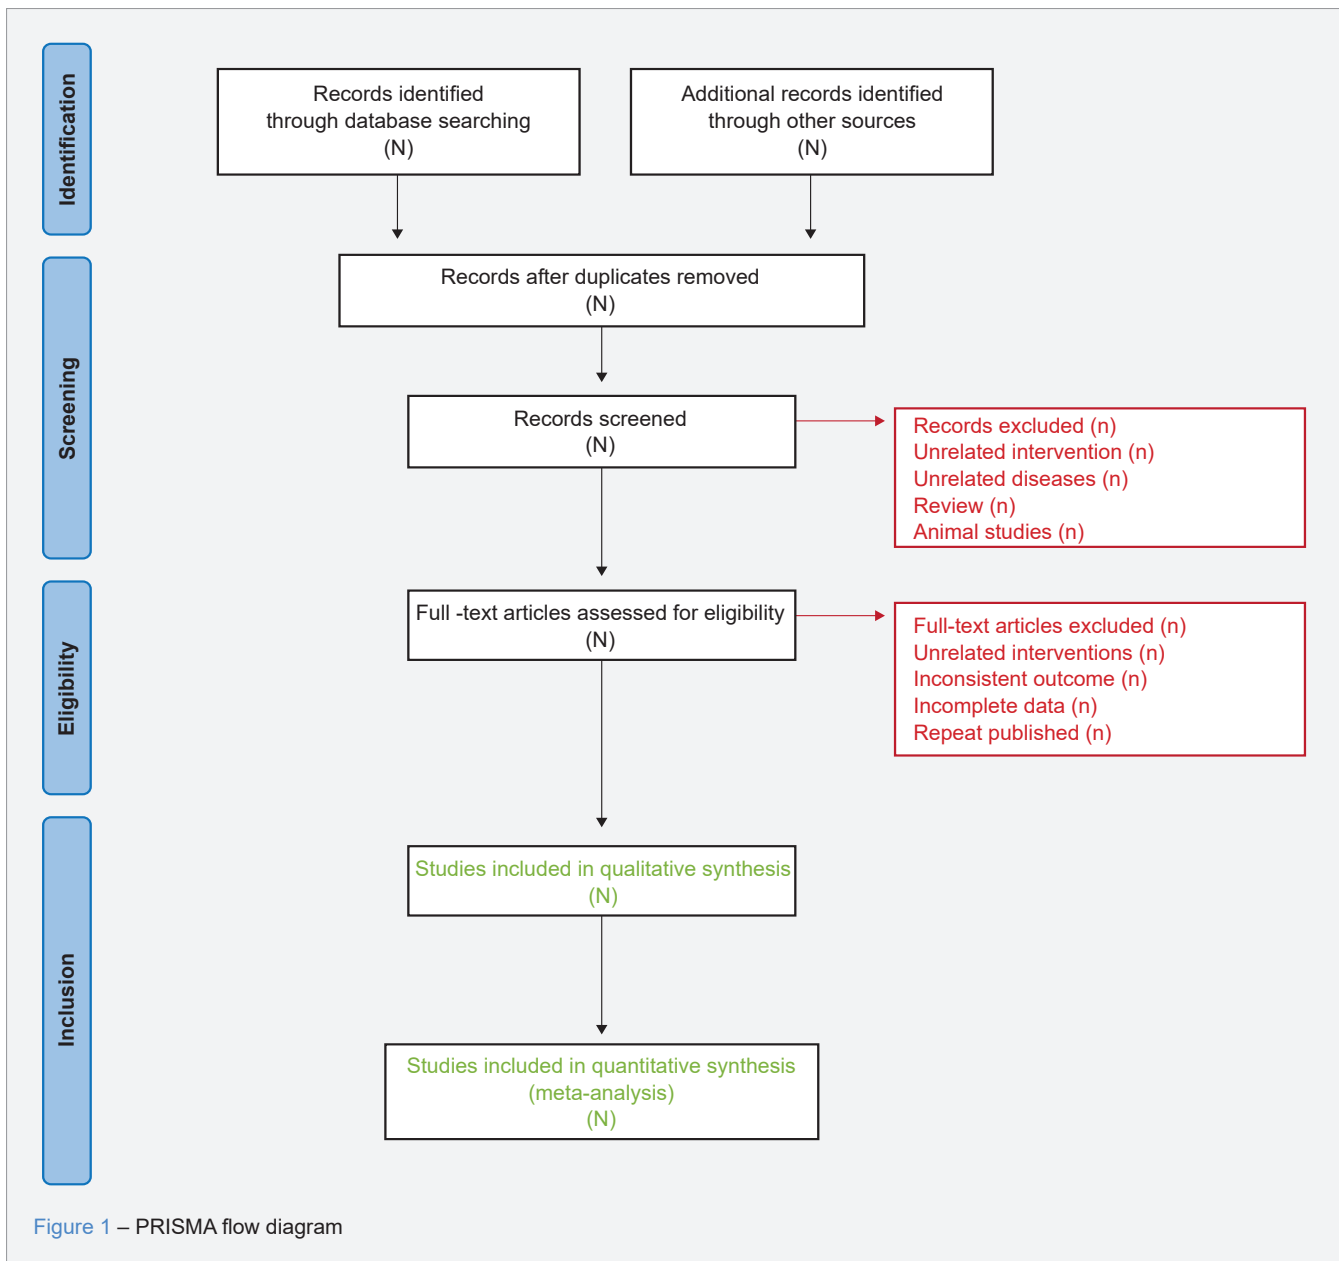 Identification
Records identified
through database searching
(N)
Additional records identified
through other sources
(N)
Screening
Records after duplicates removed
(N)
Records screened
(N)
Records excluded (n)
Unrelated intervention (n)
Unrelated diseases (n)
Review (n)
Animal studies (n)
Eligibility
Full -text articles assessed for eligibility
(N)
Full-text articles excluded (n)
Unrelated interventions (n)
Inconsistent outcome (n)
Incomplete data (n)
Repeat published (n)
Inclusion
Studies included in qualitative synthesis
(N)
Studies included in quantitative synthesis
(meta-analysis)
(N)
Figure 1 – PRISMA flow diagram